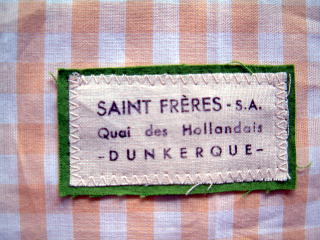 SAINT FRÈRES - S.A.
Quai des Hollandais
- DUNKERQUE -